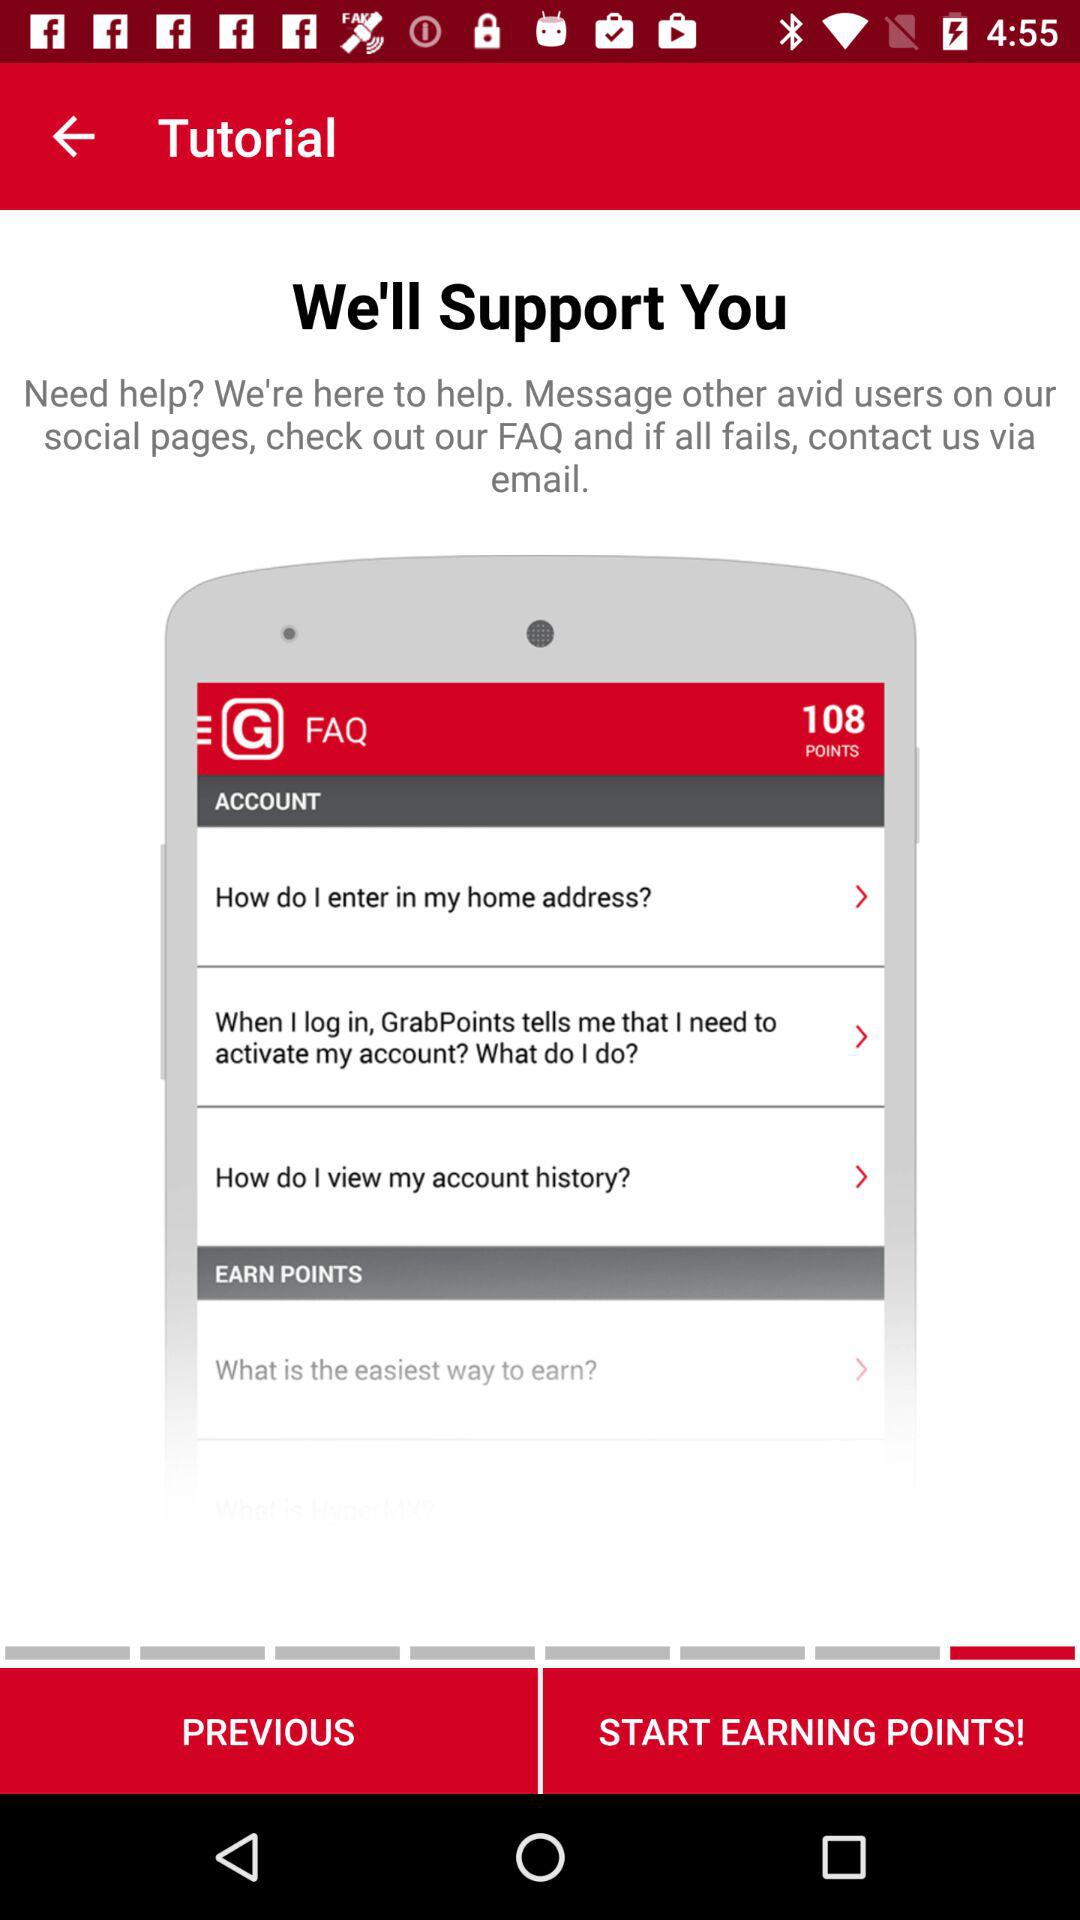 FAKE
4:55
Tutorial
We'll Support You
Need help? We're here to help. Message other avid users on our
social pages, check out our FAQ and if all fails, contact us via
email.
G FAQ
108
POINTS
ACCOUNT
How do I enter in my home address?
When I log in, GrabPoints tells me that I need to
activate my account? What do I do?
How do I view my account history?
EARN POINTS
What is the easiest way to earn?
What is HyperMX?
PREVIOUS
START EARNING POINTS!